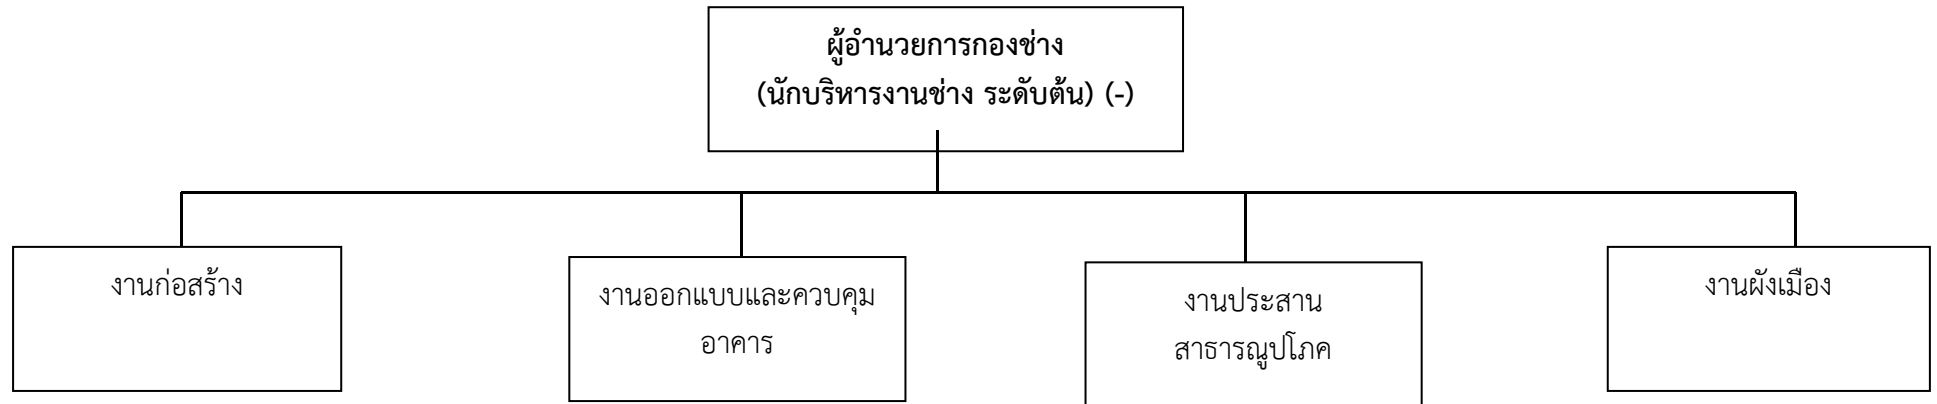 ผู้อำนวยการกองช่าง
(นักบริหารงานช่าง ระดับต้น) (-)
งานก่อสร้าง
งานออกแบบและควบคุม
อาคาร
งานประสาน
สาธารณูปโภค
งานผังเมือง